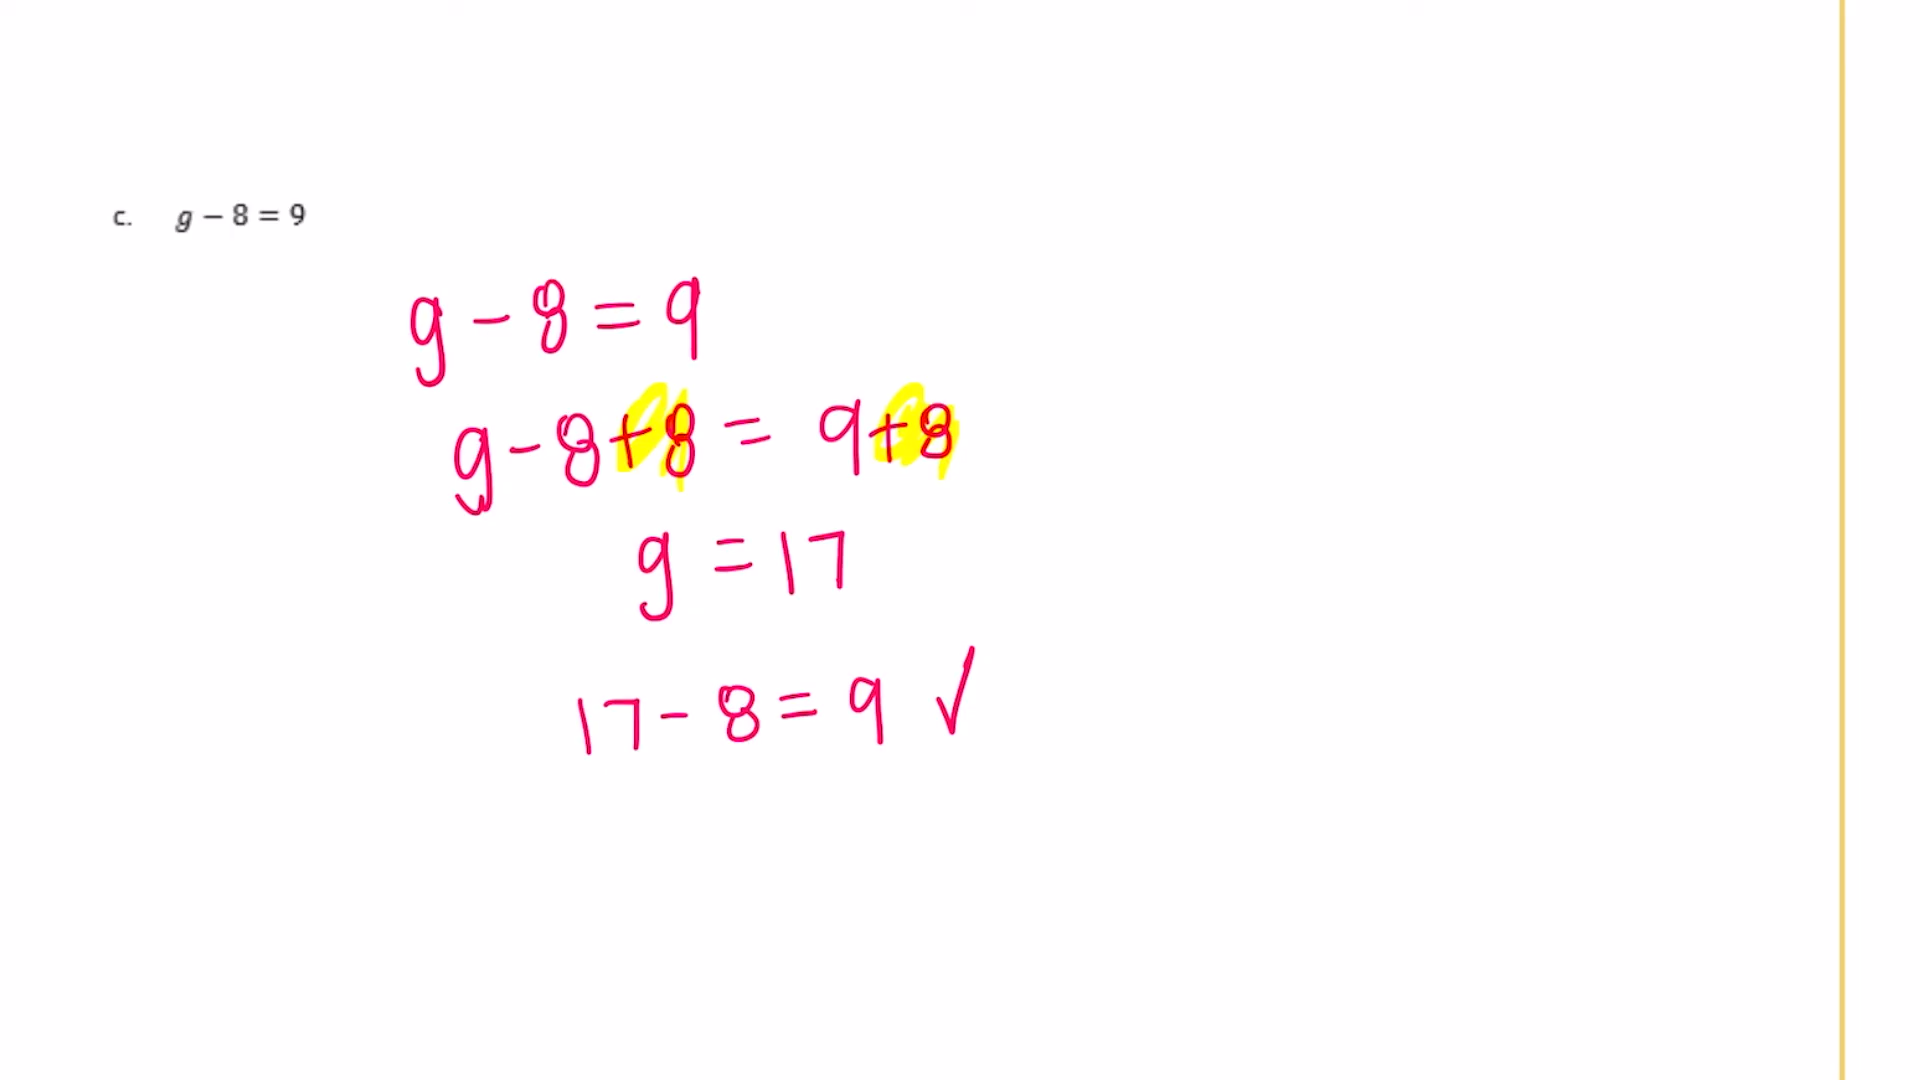 c. g − 8 = 9
g - 8 = 9
g - 8 + 8 = 9 + 8
g = 17
17 - 8 = 9 ✓